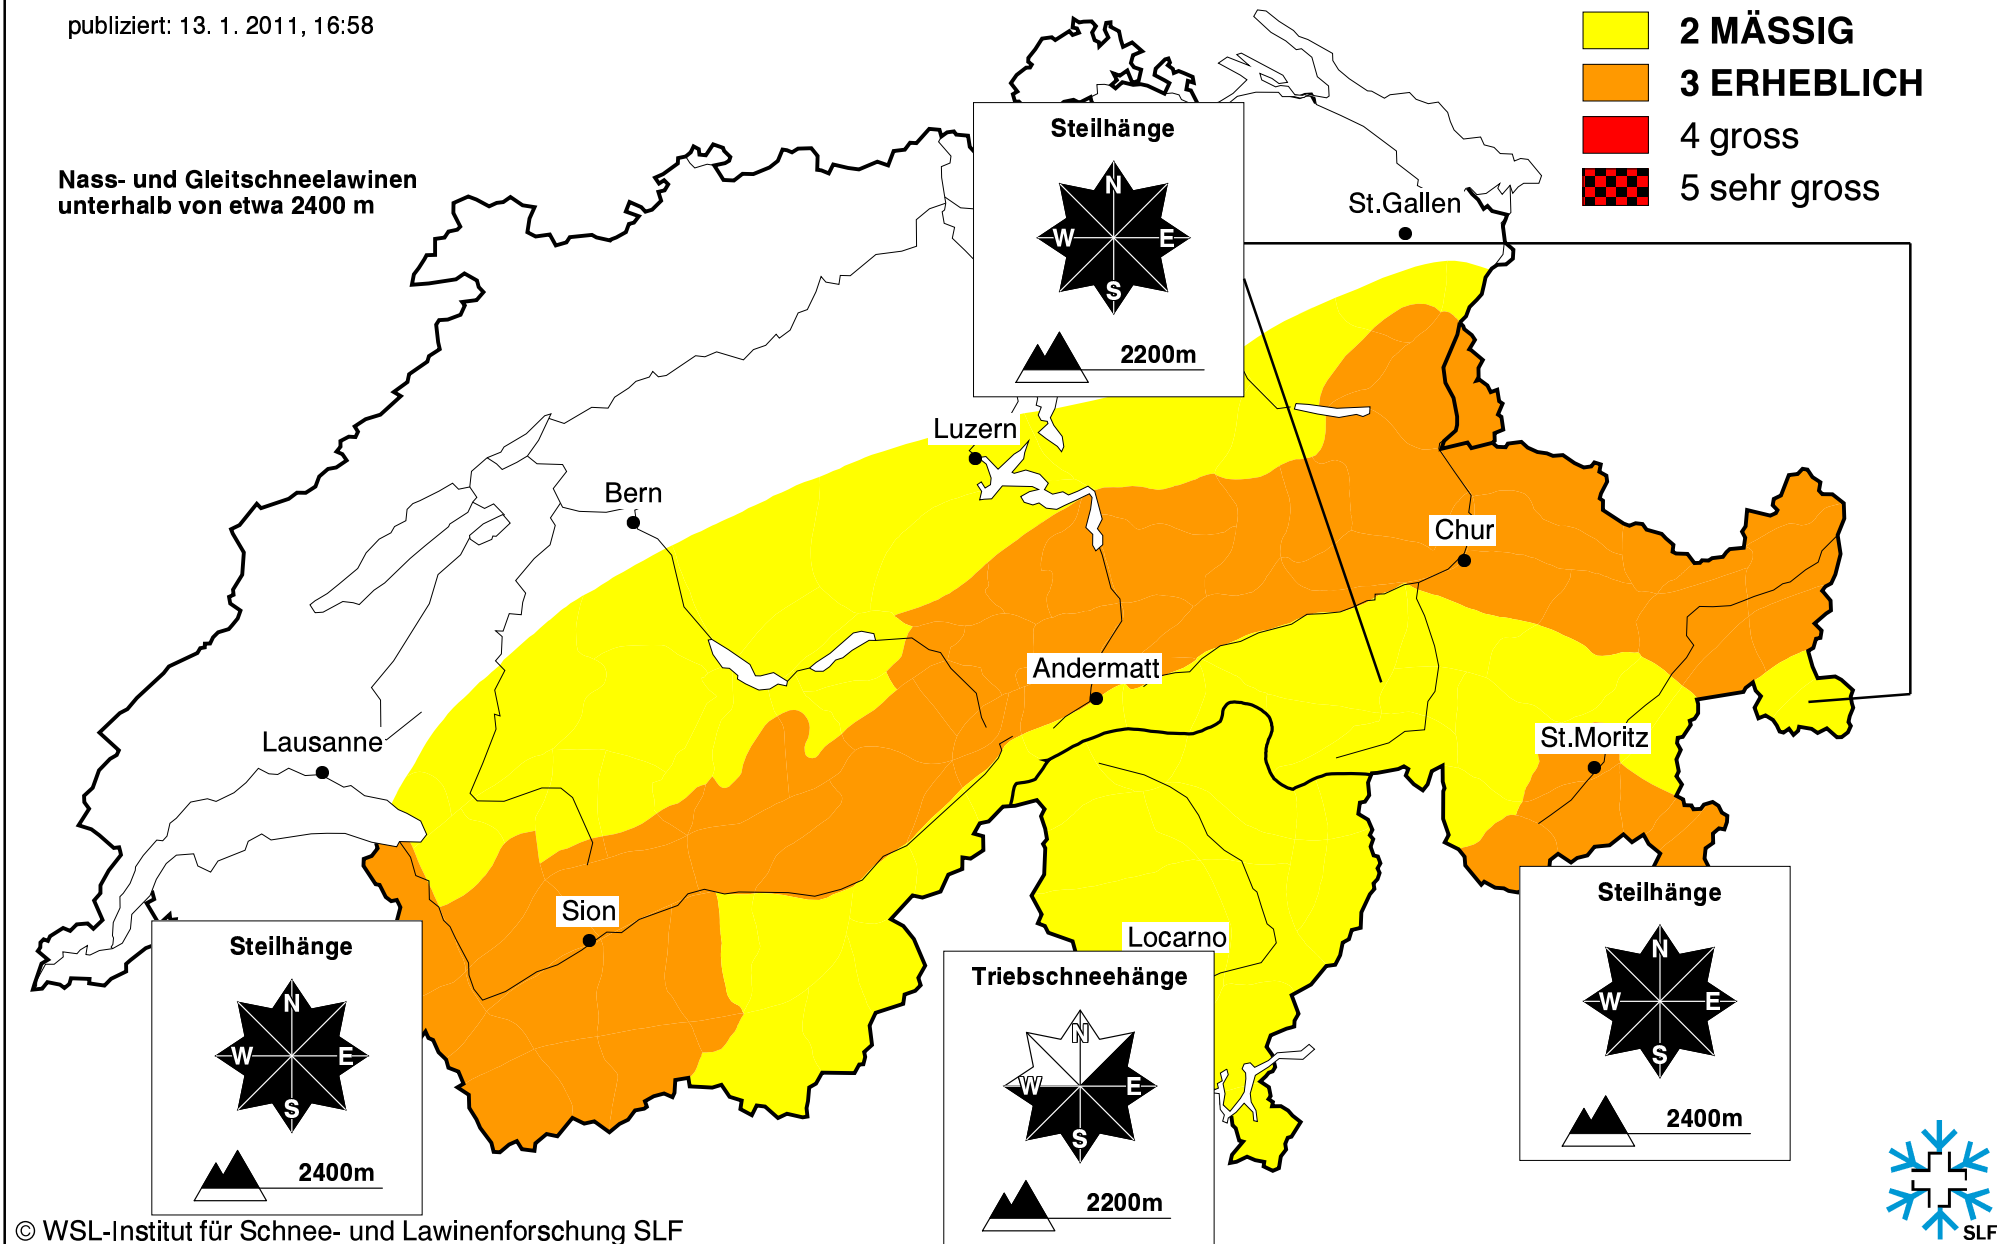 publiziert: 13. 1. 2011, 16:58
2 MÄSSIG
3 ERHEBLICH
4 gross
5 sehr gross
Nass- und Gleitschneelawinen
unterhalb von etwa 2400 m
Steilhänge
N
W E
S
2200m
St.Gallen
Luzern
Bern
Chur
Andermatt
Lausanne
St.Moritz
Sion
Locarno
Steilhänge
N
W E
S
2400m
Triebschneehänge
N
W E
S
2200m
Steilhänge
N
W E
S
2400m
© WSL-Institut für Schnee- und Lawinenforschung SLF
SLF